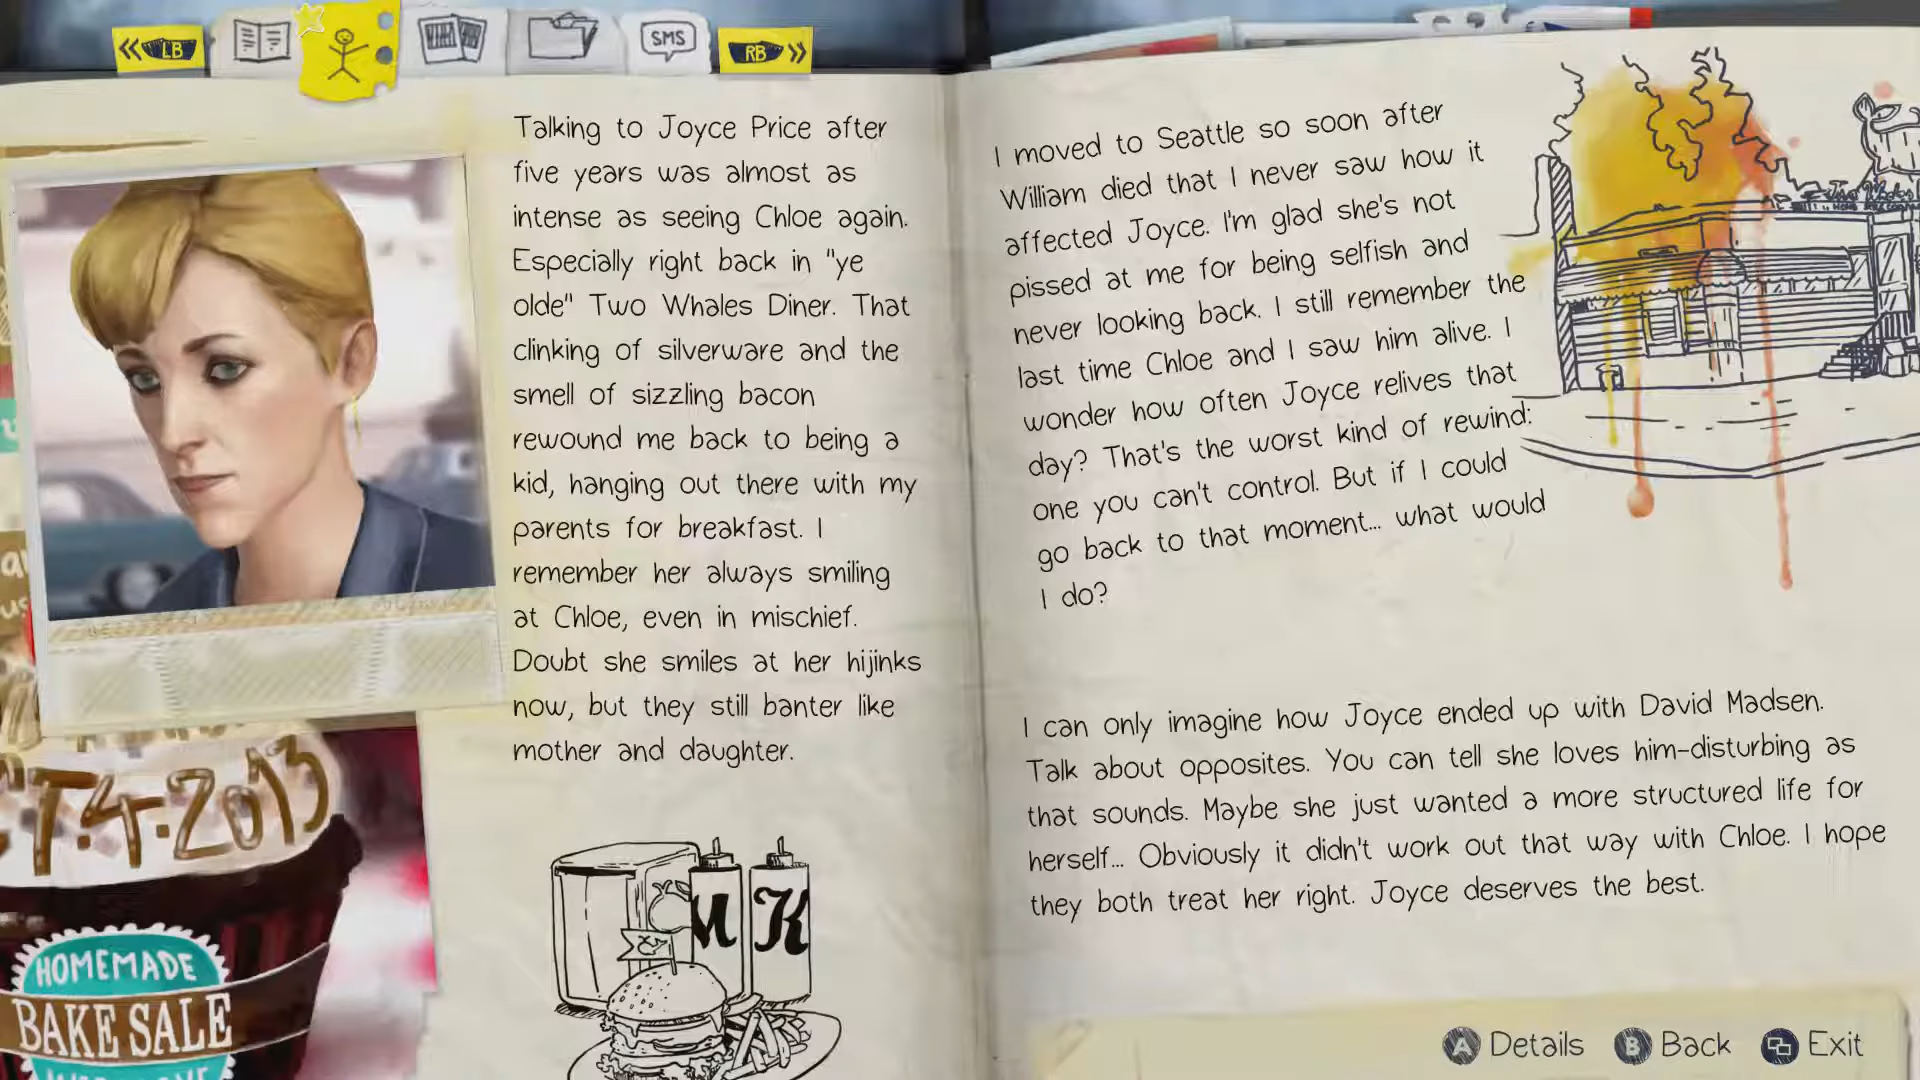 LB
SMS
RB
Talking to Joyce Price after
five years was almost as
intense as seeing Chloe again.
Especially right back in "ye
olde" Two Whales Diner. That
clinking of silverware and the
smell of sizzling bacon
rewound me back to being a
kid, hanging out there with my
parents for breakfast. I
remember her always smiling
at Chloe, even in mischief.
Doubt she smiles at her hijinks
now, but they still banter like
mother and daughter.
M K
T.4.2013
HOMEMADE
BAKE SALE
I moved to Seattle so soon after
William died that I never saw how it
affected Joyce. I'm glad she's not
pissed at me for being selfish and
never looking back. I still remember the
last time Chloe and I saw him alive. I
wonder how often Joyce relives that
day? That's the worst kind of rewind:
one you can't control. But if I could
go back to that moment... what would
I do?
I can only imagine how Joyce ended up with David Madsen.
Talk about opposites. You can tell she loves him-disturbing as
that sounds. Maybe she just wanted a more structured life for
herself... Obviously it didn't work out that way with Chloe. I hope
they both treat her right. Joyce deserves the best.
A Details B Back Exit